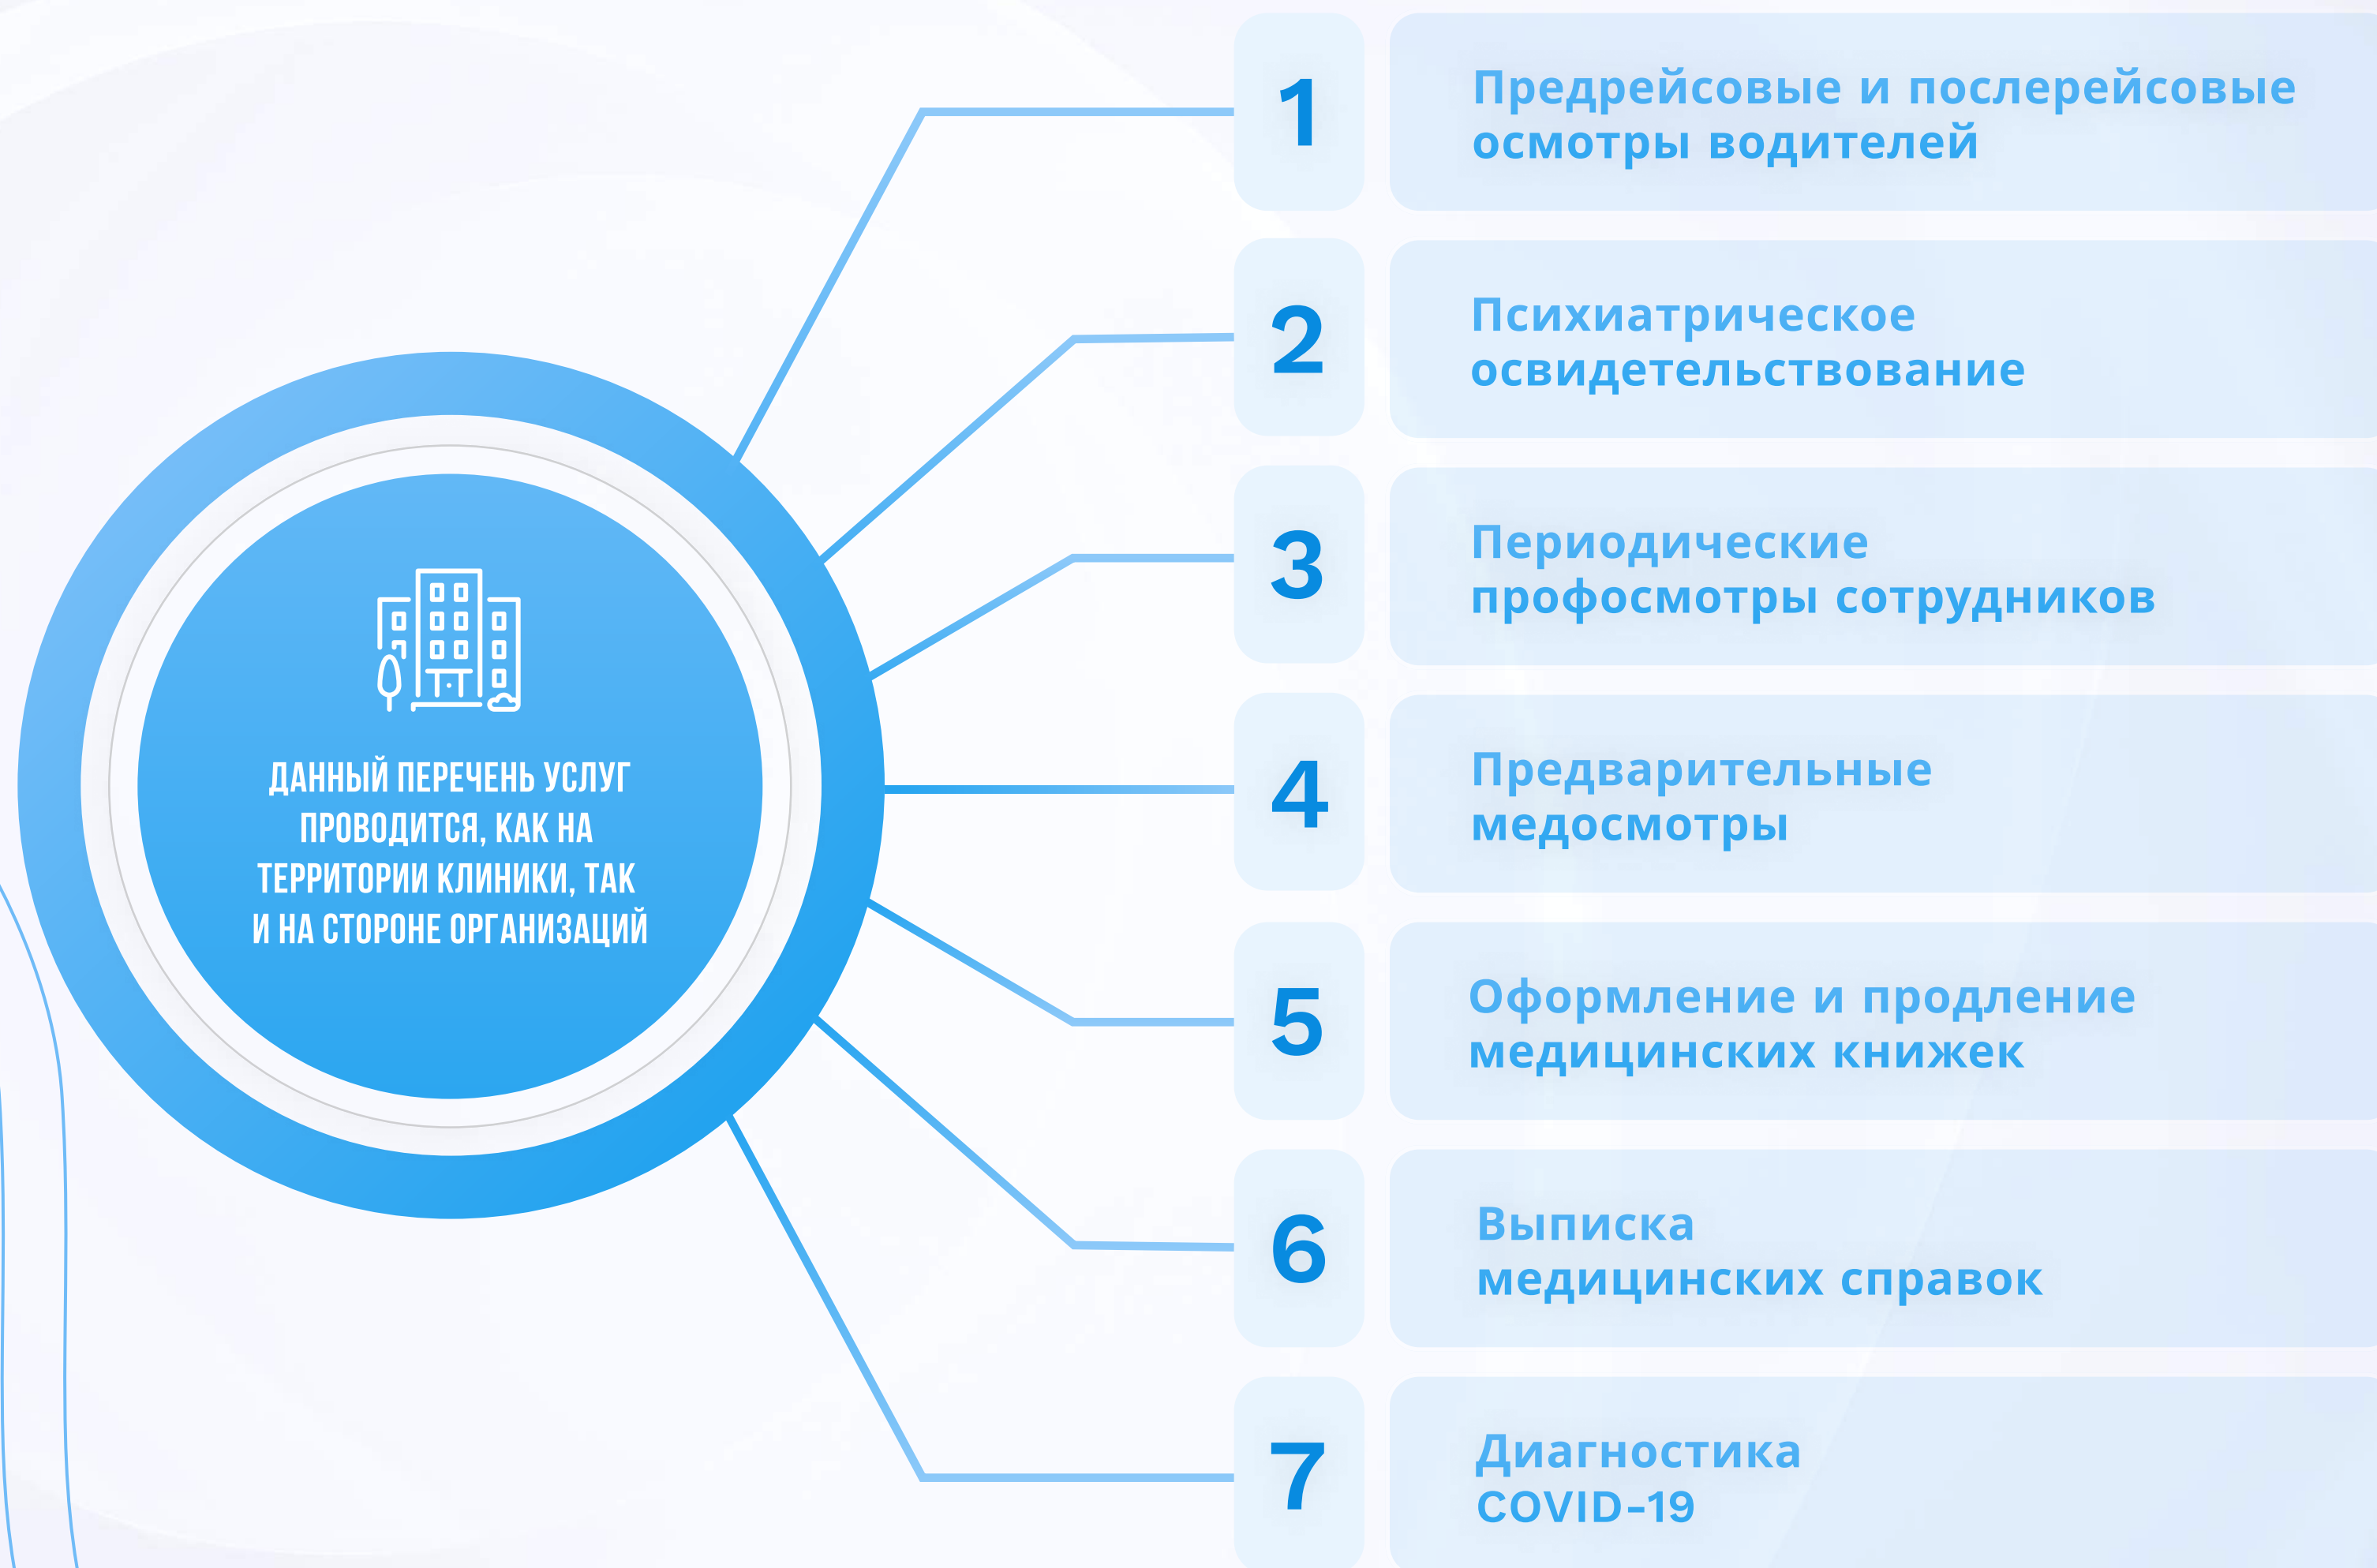 ДАННЫЙ ПЕРЕЧЕНЬ УСЛУГ
ПРОВОДИТСЯ, КАК НА
ТЕРРИТОРИИ КЛИНИКИ, ТАК
И НА СТОРОНЕ ОРГАНИЗАЦИЙ
1
Предрейсовые и послерейсовые
осмотры водителей
2
Психиатрическое
освидетельствование
3
Периодические
профосмотры сотрудников
4
Предварительные
медосмотры
5
Оформление и продление
медицинских книжек
6
Выписка
медицинских справок
7
Диагностика
COVID-19